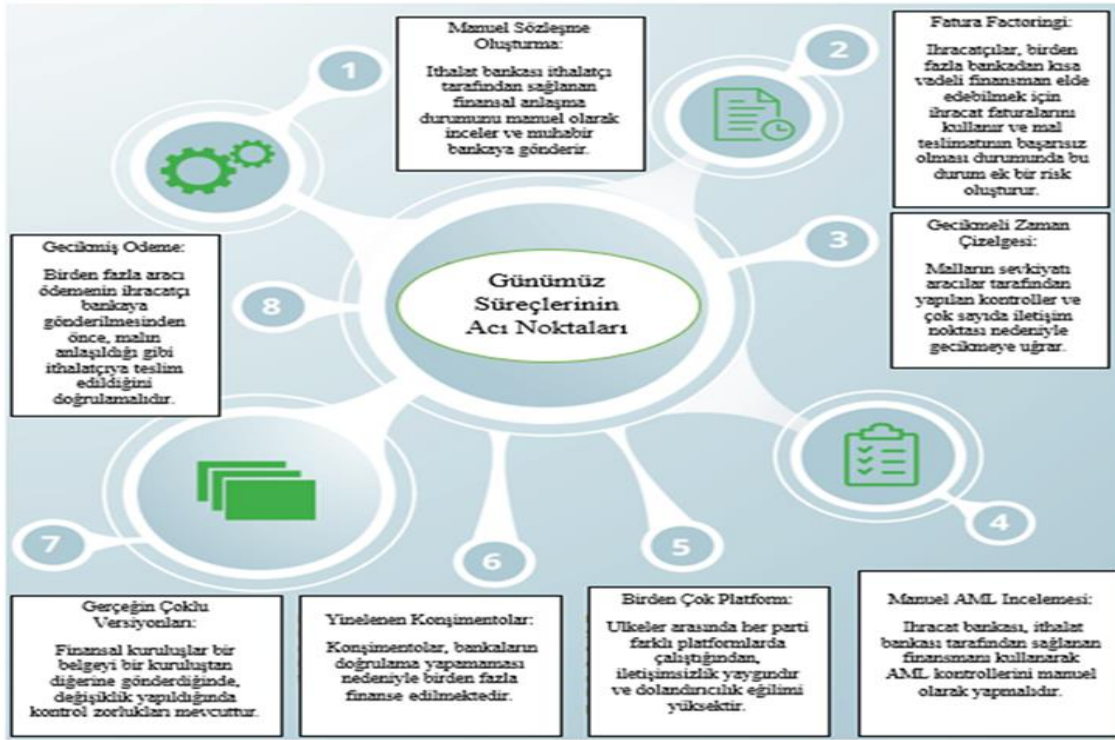 1
Manuel Sözleşme
Oluşturma:
Ithalat bankası ithalatçı
tarafından sağlanan
finansal anlaşma
durumunu manuel olarak
inceler ve muhabir
bankaya gönderir.
2
Fatura Factoringi:
Ihracatçılar, birden
fazla bankadan kısa
vadeli finansman elde
edebilmek için
ihracat faturalarını
kullanır ve mal
teslimatının başarısız
olması durumunda bu
durum ek bir risk
oluşturur.
3
Gecikmeli Zaman
Çizelgesi:
Malların sevkiyatı
aracılar tarafından
yapılan kontroller ve
çok sayıda iletişim
noktası nedeniyle
gecikmeye uğrar.
Günümüz
Süreçlerinin
Acı Noktaları
8
Gecikmiş Odeme:
Birden fazla aracı
ödemenin ihracatçı
bankaya
gönderilmesinden
önce, malın
anlaşıldığı gibi
ithalatçıya teslim
edildiğini
doğrulamalıdır.
7
Gerçeğin Çoklu
Versiyonları:
Finansal kuruluşlar bir
belgeyi bir kuruluştan
diğerine gönderdiğinde,
değişiklik yapıldığında
kontrol zorlukları mevcuttur.
6
Yinelenen Konşimentolar:
Konşimentolar, bankaların
doğrulama yapamaması
nedeniyle birden fazla
finanse edilmektedir.
5
Birden Çok Platform:
Ulkeler arasında her parti
farklı platformlarda
çalıştığından,
iletişimsizlik yaygındır
ve dolandırıcılık eğilimi
yüksektir.
4
Manuel AML Incelemesi:
Ihracat bankası, ithalat
bankası tarafından sağlanan
finansmanı kullanarak
AML kontrollerini manuel
olarak yapmalıdır.